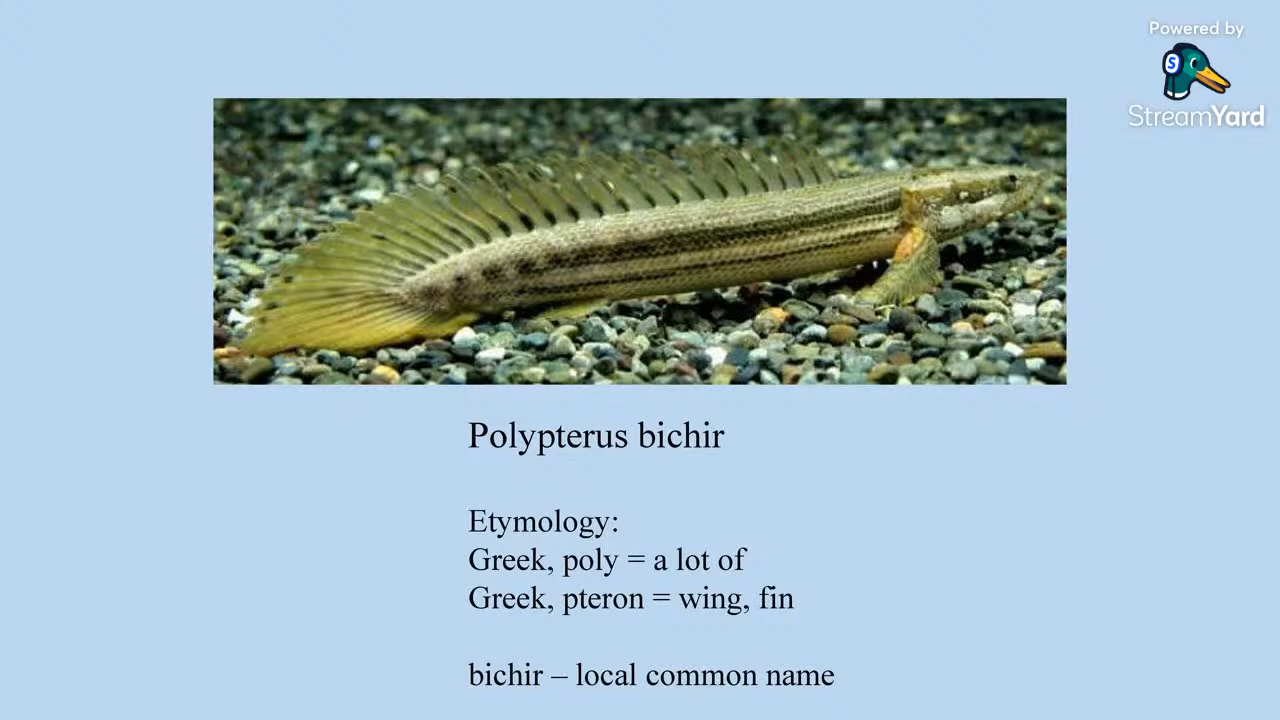 Powered by
S
StreamYard
Polypterus bichir
Etymology:
Greek, poly = a lot of
Greek, pteron = wing, fin
bichir – local common name